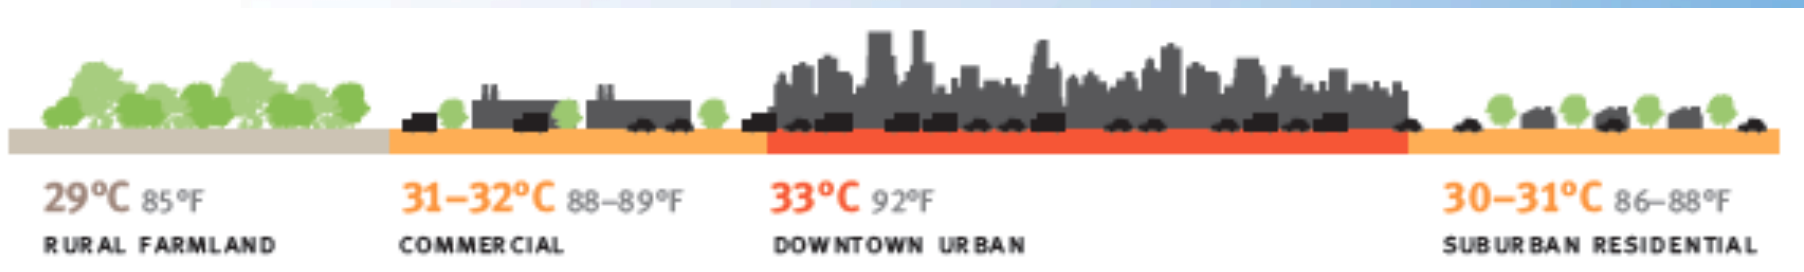 29°C 85°F
RURAL FARMLAND
31–32°C 88–89°F
COMMERCIAL
33°C 92°F
DOWNTOWN URBAN
30–31°C 86–88°F
SUBURBAN RESIDENTIAL